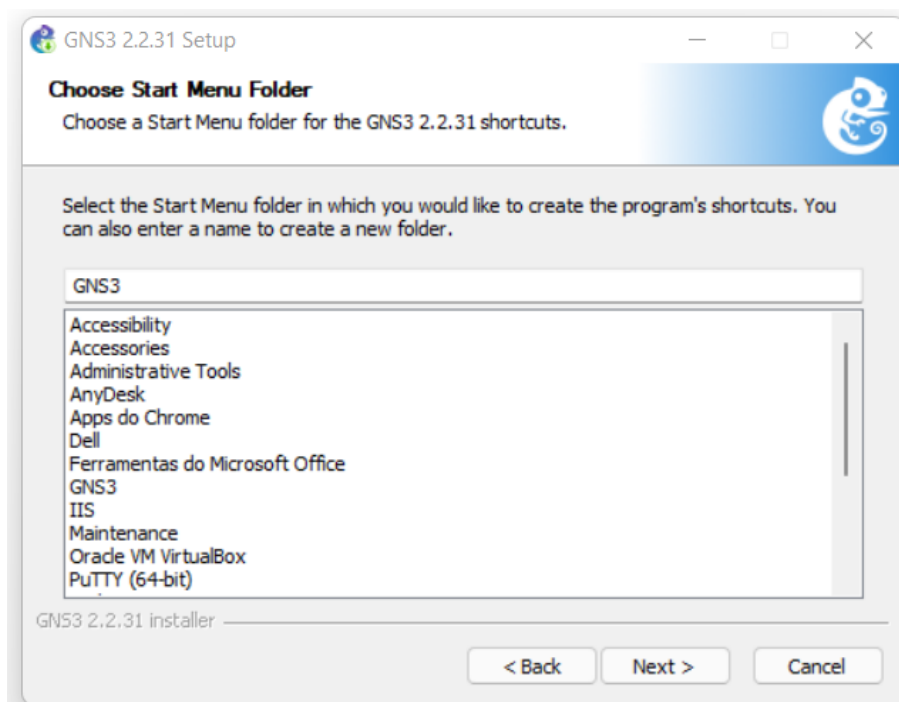 GNS3 2.2.31 Setup
Choose Start Menu Folder
Choose a Start Menu folder for the GNS3 2.2.31 shortcuts.
Select the Start Menu folder in which you would like to create the program's shortcuts. You
can also enter a name to create a new folder.
GNS3
Accessibility
Accessories
Administrative Tools
AnyDesk
Apps do Chrome
Dell
Ferramentas do Microsoft Office
GNS3
IIS
Maintenance
Oracle VM VirtualBox
PuTTY (64-bit)
GNS3 2.2.31 installer
< Back
Next >
Cancel